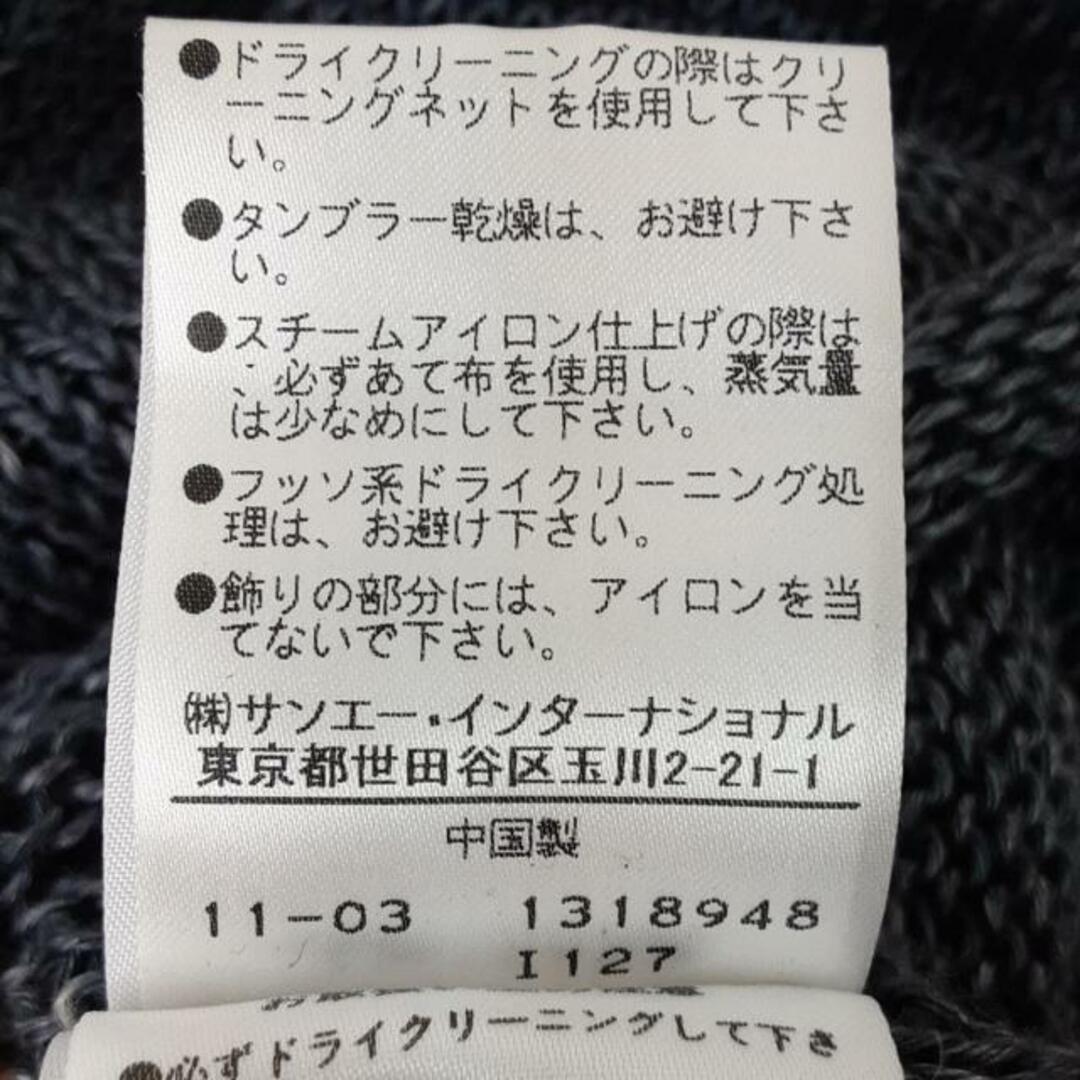 ●ドライクリーニングの際はクリ
ーニングネットを使用して下さ
い。
●タンブラー乾燥は、お避け下さ
い。
●スチームアイロン仕上げの際は
、必ずあて布を使用し、蒸気量
は少なめにして下さい。
●フッソ系ドライクリーニング処
理は、お避け下さい。
●飾りの部分には、アイロンを当
てないで下さい。
㈱サンエー・インターナショナル
東京都世田谷区玉川2-21-1
中国製
11-03 1318948
I127
●必ずドライクリーニングして下さ